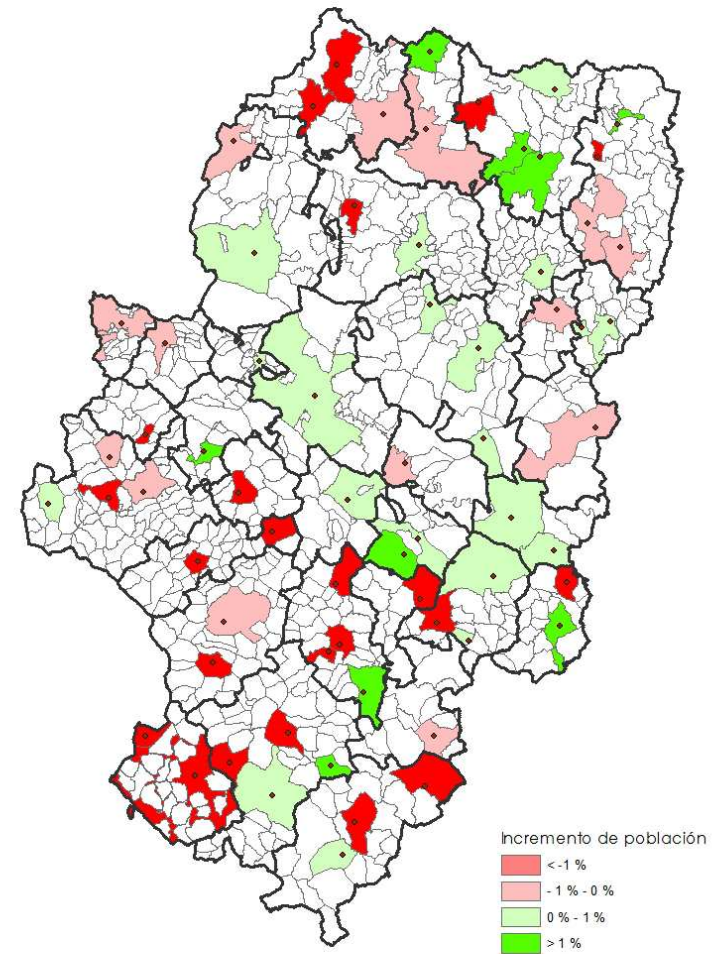 Incremento de población
< -1 %
- 1 % - 0 %
0 % - 1 %
> 1 %